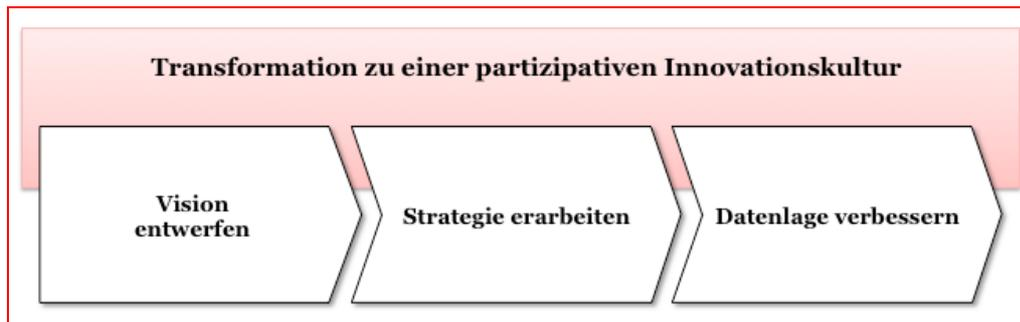 Transformation zu einer partizipativen Innovationskultur
Vision
entwerfen
Strategie erarbeiten
Datenlage verbessern